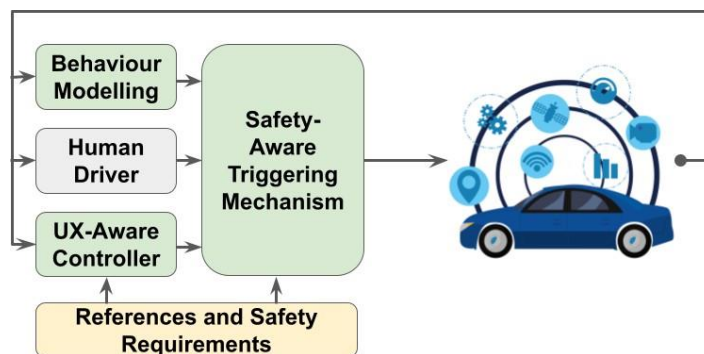 Behaviour
Modelling
Human
Driver
UX-Aware
Controller
Safety-
Aware
Triggering
Mechanism
References and Safety
Requirements